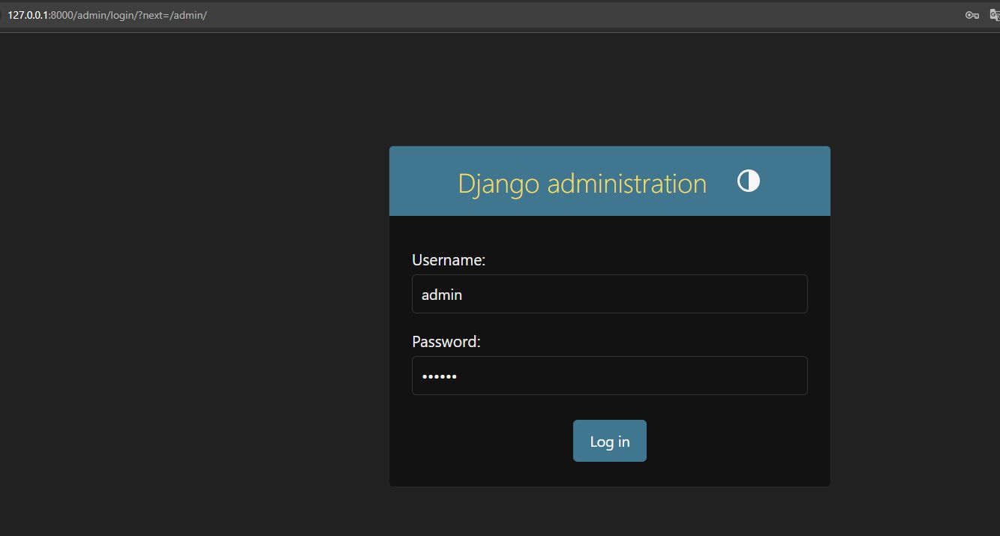 127.0.0.1:8000/admin/login/?next=/admin/
Django administration
Username:
admin
Password:
••••••
Log in